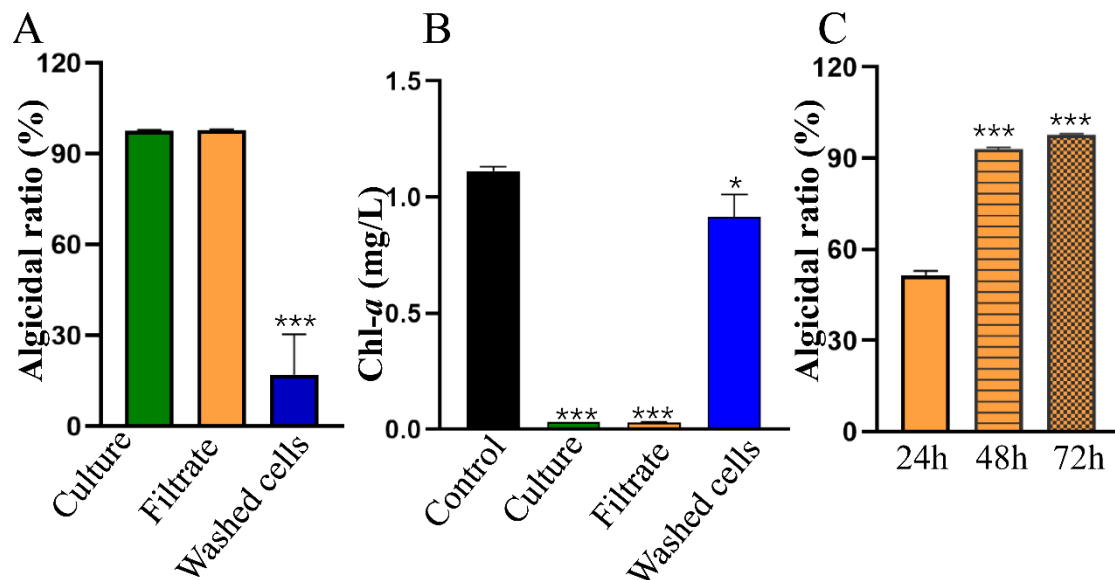 A
Algicidal ratio (%)
120
90
60
30
0
***
Culture
Filtrate
Washed cells
B
Chl-a (mg/L)
1.5
1.0
0.5
0.0
***
***
*
Control
Culture
Filtrate
Washed cells
C
Algicidal ratio (%)
120
90
60
30
0
***
***
24h 48h 72h